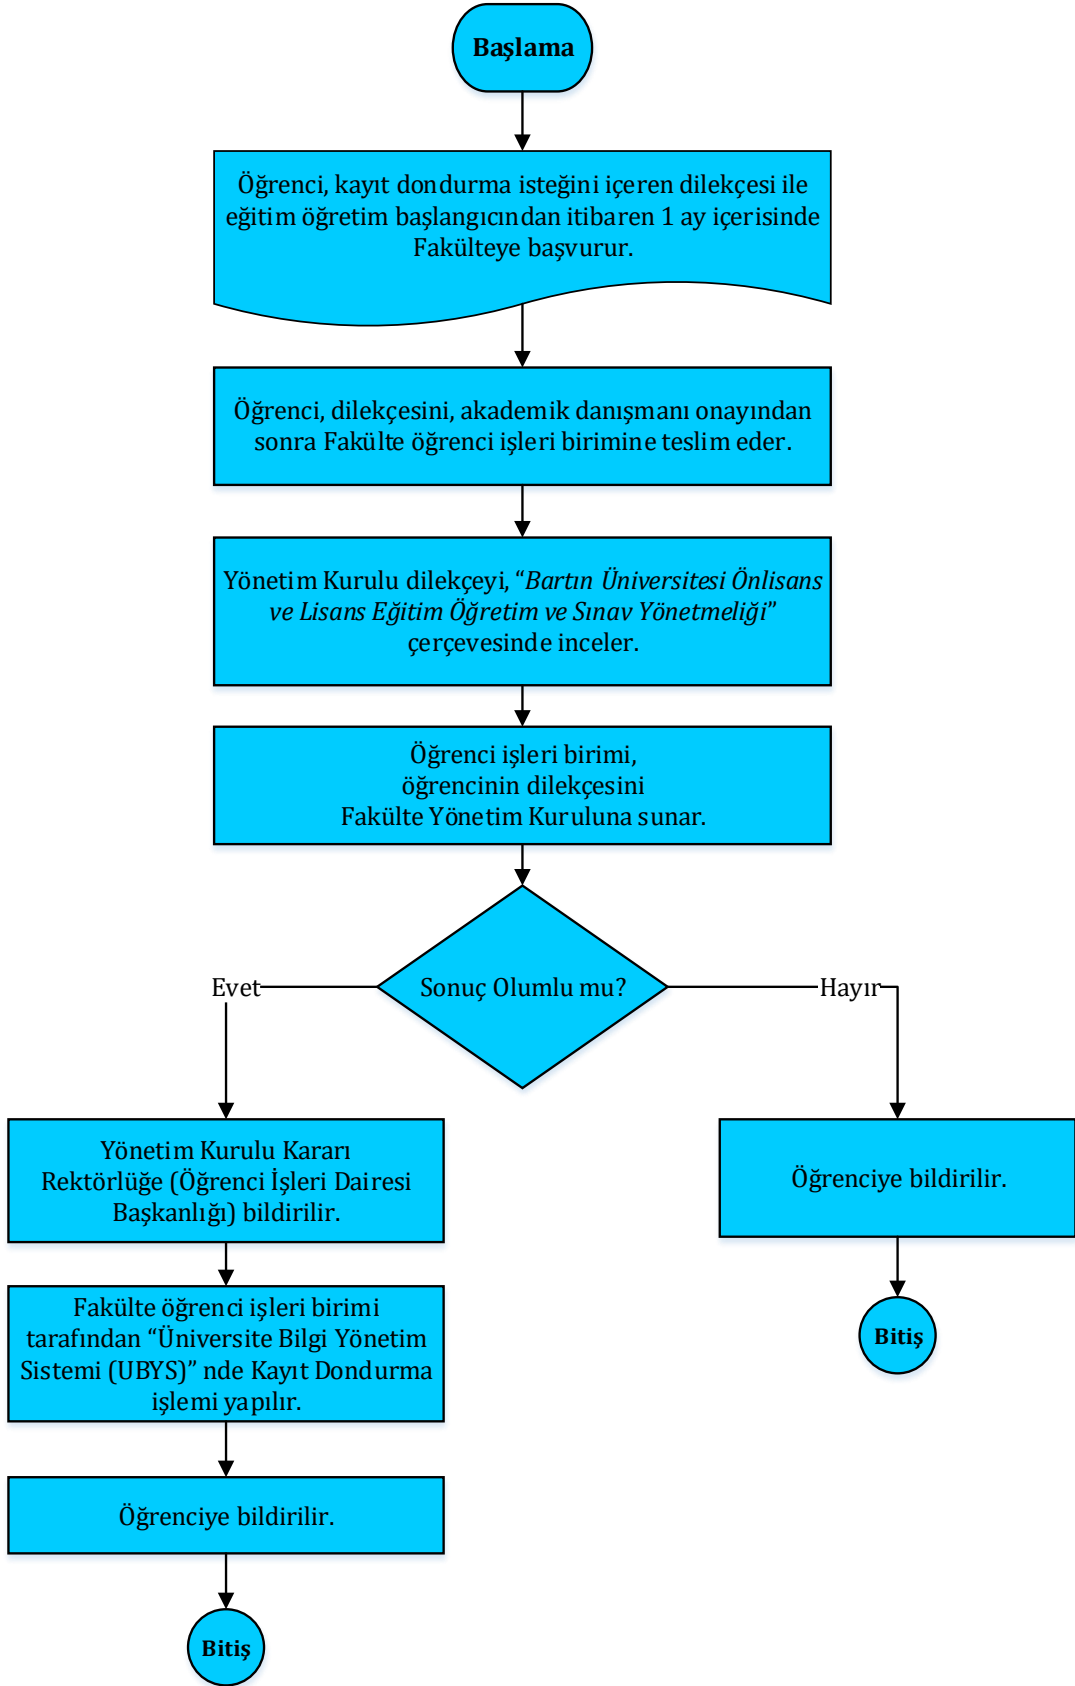 Başlama
Öğrenci, kayıt dondurma isteğini içeren dilekçesi ile
eğitim öğretim başlangıcından itibaren 1 ay içerisinde
Fakülteye başvurur.
Öğrenci, dilekçesini, akademik danışmanı onayından
sonra Fakülte öğrenci işleri birimine teslim eder.
Yönetim Kurulu dilekçeyi, “Bartın Üniversitesi Önlisans
ve Lisans Eğitim Öğretim ve Sınav Yönetmeliği”
çerçevesinde inceler.
Öğrenci işleri birimi,
öğrencinin dilekçesini
Fakülte Yönetim Kuruluna sunar.
Sonuç Olumlu mu?
Evet
Hayır
Yönetim Kurulu Kararı
Rektörlüğe (Öğrenci İşleri Dairesi
Başkanlığı) bildirilir.
Öğrenciye bildirilir.
Fakülte öğrenci işleri birimi
tarafından “Üniversite Bilgi Yönetim
Sistemi (UBYS)” nde Kayıt Dondurma
işlemi yapılır.
Bitiş
Öğrenciye bildirilir.
Bitiş